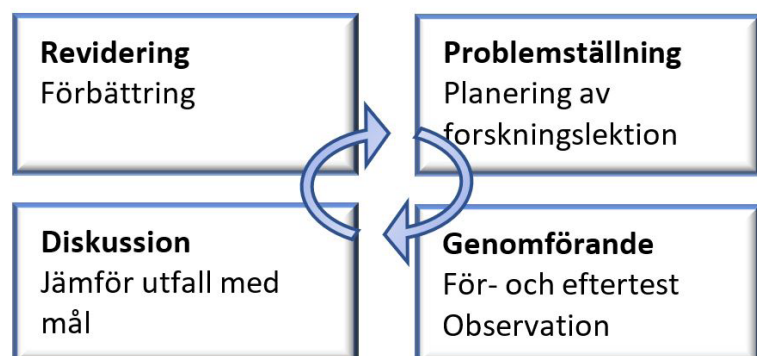 Revidering
Förbättring
Problemställning
Planering av
forskningslektion
Diskussion
Jämför utfall med
mål
Genomförande
För- och eftertest
Observation